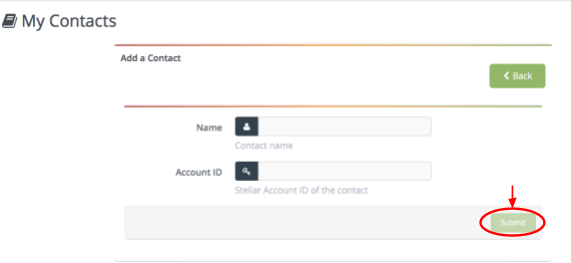 My Contacts
Add a Contact
Back
Name
Contact name
Account ID
Stellar Account ID of the contact
Submit